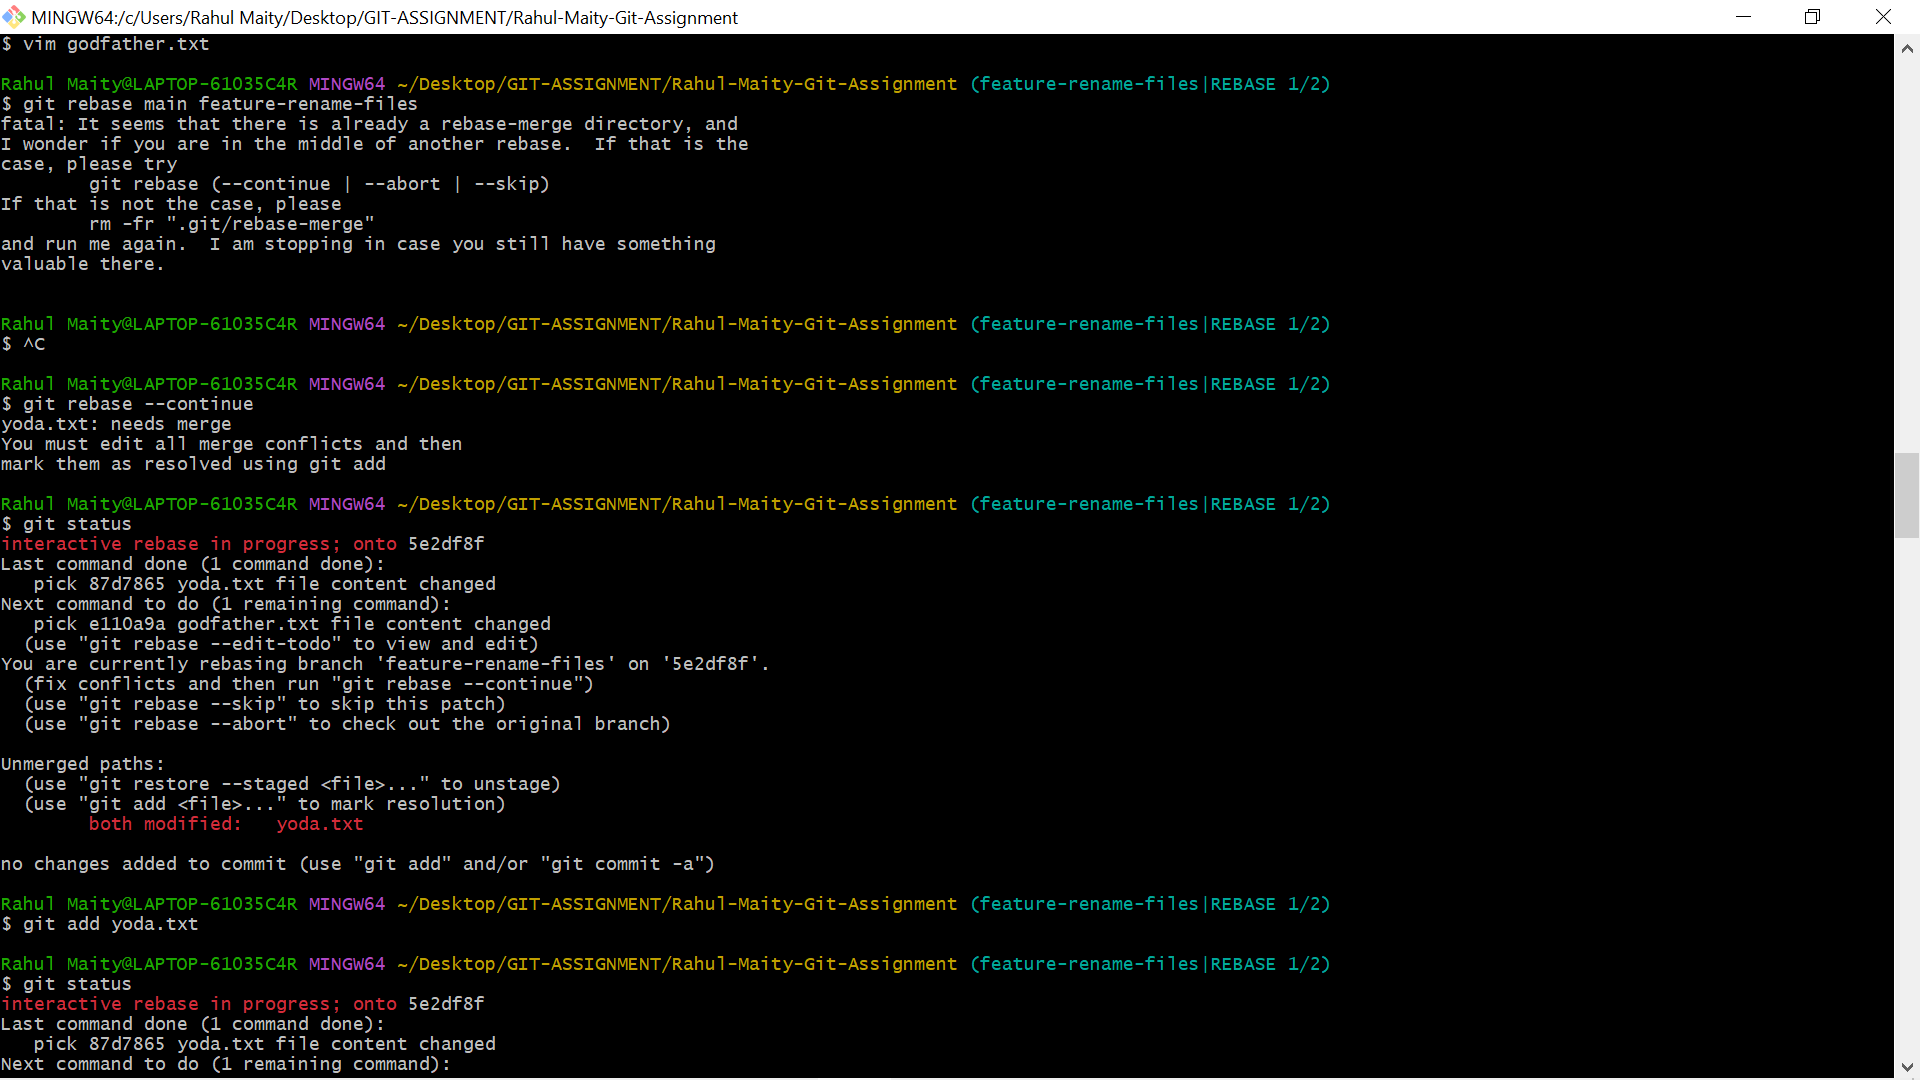 MINGW64:/c/Users/Rahul Maity/Desktop/GIT-ASSIGNMENT/Rahul-Maity-Git-Assignment
$ vim godfather.txt
Rahul Maity@LAPTOP-61O35C4R MINGW64 ~/Desktop/GIT-ASSIGNMENT/Rahul-Maity-Git-Assignment (feature-rename-files|REBASE 1/2)
$ git rebase main feature-rename-files
fatal: It seems that there is already a rebase-merge directory, and
I wonder if you are in the middle of another rebase.  If that is the
case, please try
        git rebase (--continue | --abort | --skip)
If that is not the case, please
        rm -fr ".git/rebase-merge"
and run me again.  I am stopping in case you still have something
valuable there.
Rahul Maity@LAPTOP-61O35C4R MINGW64 ~/Desktop/GIT-ASSIGNMENT/Rahul-Maity-Git-Assignment (feature-rename-files|REBASE 1/2)
$ ^C
Rahul Maity@LAPTOP-61O35C4R MINGW64 ~/Desktop/GIT-ASSIGNMENT/Rahul-Maity-Git-Assignment (feature-rename-files|REBASE 1/2)
$ git rebase --continue
yoda.txt: needs merge
You must edit all merge conflicts and then
mark them as resolved using git add
Rahul Maity@LAPTOP-61O35C4R MINGW64 ~/Desktop/GIT-ASSIGNMENT/Rahul-Maity-Git-Assignment (feature-rename-files|REBASE 1/2)
$ git status
interactive rebase in progress; onto 5e2df8f
Last command done (1 command done):
   pick 87d7865 yoda.txt file content changed
Next command to do (1 remaining command):
   pick e110a9a godfather.txt file content changed
  (use "git rebase --edit-todo" to view and edit)
You are currently rebasing branch 'feature-rename-files' on '5e2df8f'.
  (fix conflicts and then run "git rebase --continue")
  (use "git rebase --skip" to skip this patch)
  (use "git rebase --abort" to check out the original branch)
Unmerged paths:
  (use "git restore --staged <file>..." to unstage)
  (use "git add <file>..." to mark resolution)
        both modified:   yoda.txt
no changes added to commit (use "git add" and/or "git commit -a")
Rahul Maity@LAPTOP-61O35C4R MINGW64 ~/Desktop/GIT-ASSIGNMENT/Rahul-Maity-Git-Assignment (feature-rename-files|REBASE 1/2)
$ git add yoda.txt
Rahul Maity@LAPTOP-61O35C4R MINGW64 ~/Desktop/GIT-ASSIGNMENT/Rahul-Maity-Git-Assignment (feature-rename-files|REBASE 1/2)
$ git status
interactive rebase in progress; onto 5e2df8f
Last command done (1 command done):
   pick 87d7865 yoda.txt file content changed
Next command to do (1 remaining command):